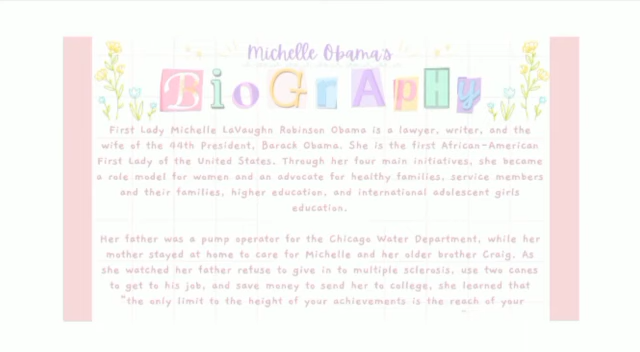 Michelle Obama's
BioGrAphy
First Lady Michelle LaVaughn Robinson Obama is a lawyer, writer, and the
wife of the 44th President, Barack Obama. She is the first African-American
First Lady of the United States. Through her four main initiatives, she became
a role model for women and an advocate for healthy families, service members
and their families, higher education, and international adolescent girls
education.
Her father was a pump operator for the Chicago Water Department, while her
mother stayed at home to care for Michelle and her older brother Craig. As
she watched her father refuse to give in to multiple sclerosis, use two canes
to get to his job, and save money to send her to college, she learned that
"the only limit to the height of your achievements is the reach of your